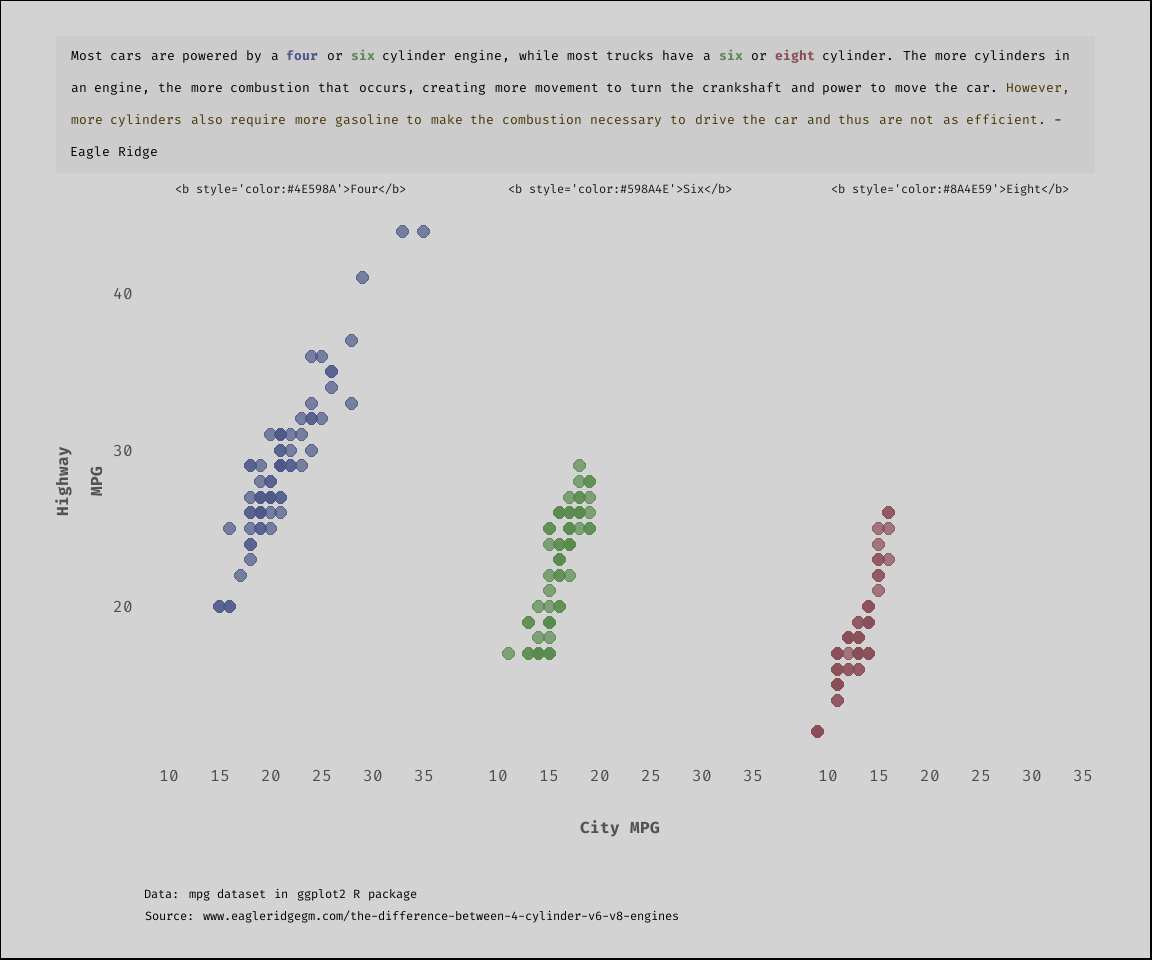 Most cars are powered by a four or six cylinder engine, while most trucks have a six or eight cylinder. The more cylinders in
an engine, the more combustion that occurs, creating more movement to turn the crankshaft and power to move the car. However,
more cylinders also require more gasoline to make the combustion necessary to drive the car and thus are not as efficient. -
Eagle Ridge
<b style='color:#4E598A'>Four</b> <b style='color:#598A4E'>Six</b> <b style='color:#8A4E59'>Eight</b>
40
30
20
Highway
MPG
10 15 20 25 30 35 10 15 20 25 30 35 10 15 20 25 30 35
City MPG
Data: mpg dataset in ggplot2 R package
Source: www.eagleridgegm.com/the-difference-between-4-cylinder-v6-v8-engines